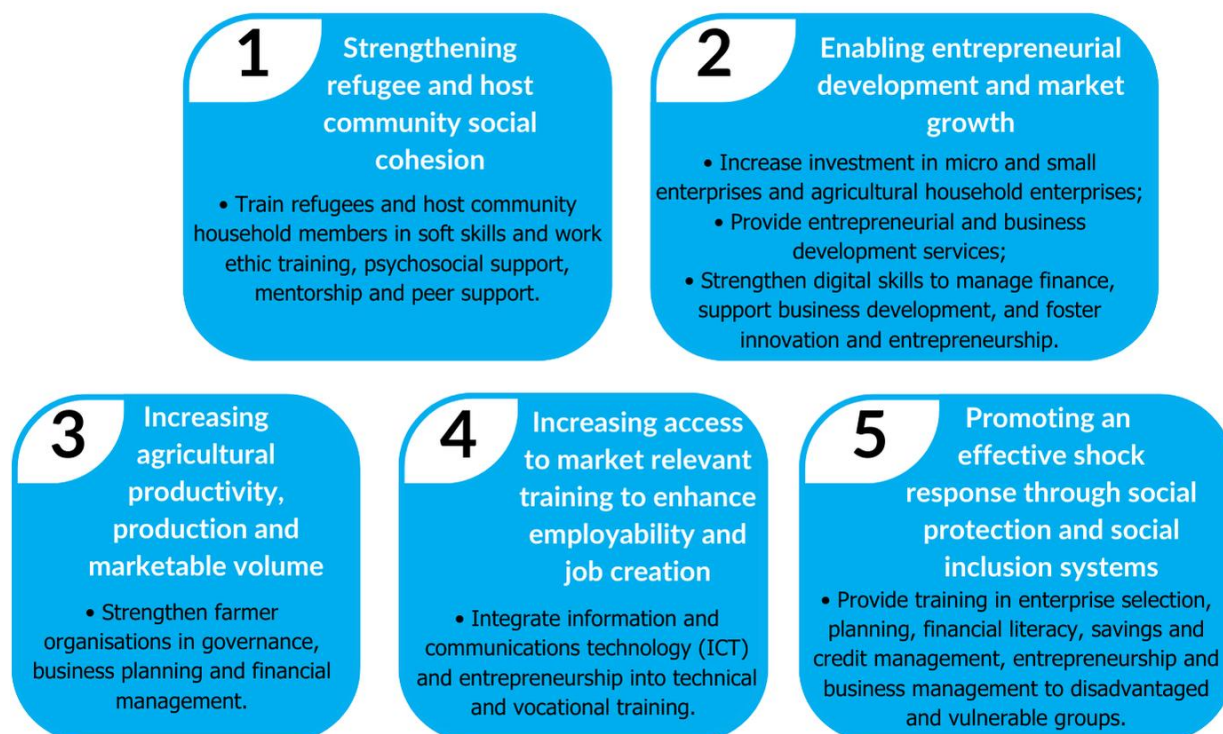 1
Strengthening
refugee and host
community social
cohesion
• Train refugees and host community
household members in soft skills and work
ethic training, psychosocial support,
mentorship and peer support.
2
Enabling entrepreneurial
development and market
growth
• Increase investment in micro and small
enterprises and agricultural household enterprises;
• Provide entrepreneurial and business
development services;
• Strengthen digital skills to manage finance,
support business development, and foster
innovation and entrepreneurship.
3
Increasing
agricultural
productivity,
production and
marketable volume
• Strengthen farmer
organisations in governance,
business planning and financial
management.
4
Increasing access
to market relevant
training to enhance
employability and
job creation
• Integrate information and
communications technology (ICT)
and entrepreneurship into technical
and vocational training.
5
Promoting an
effective shock
response through social
protection and social
inclusion systems
• Provide training in enterprise selection,
planning, financial literacy, savings and
credit management, entrepreneurship and
business management to disadvantaged
and vulnerable groups.